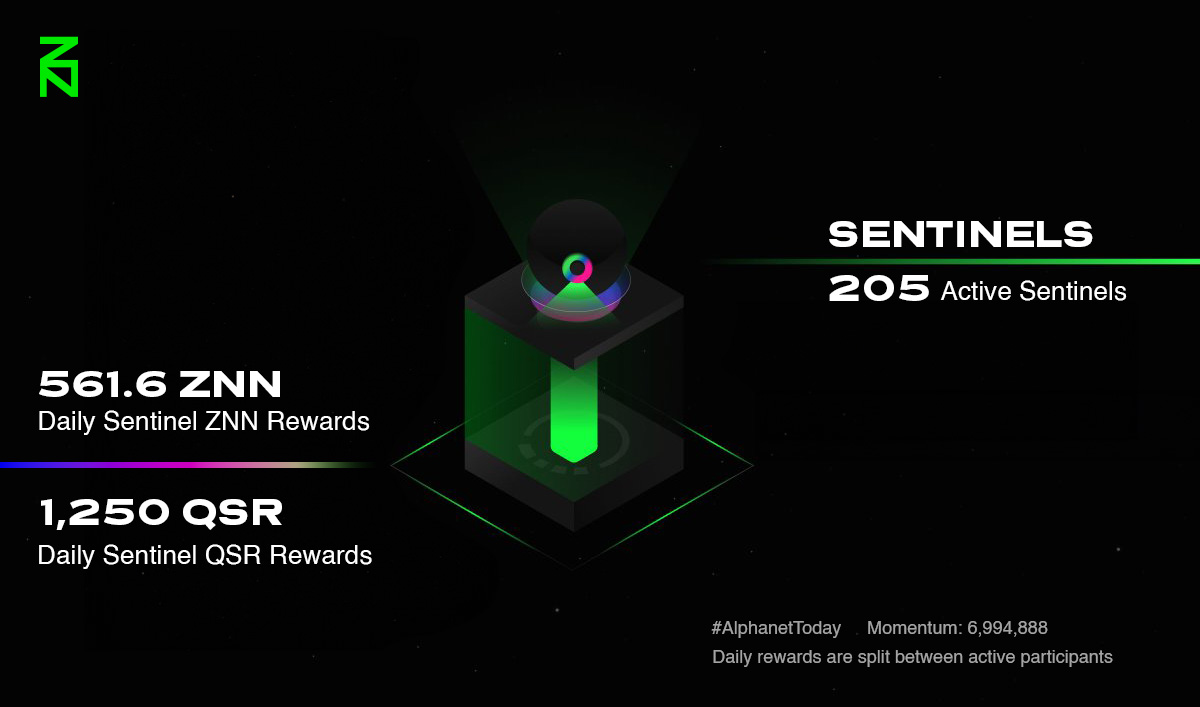 SENTINELS
205 Active Sentinels
561.6 ZNN
Daily Sentinel ZNN Rewards
1,250 QSR
Daily Sentinel QSR Rewards
#AlphanetToday Momentum: 6,994,888
Daily rewards are split between active participants